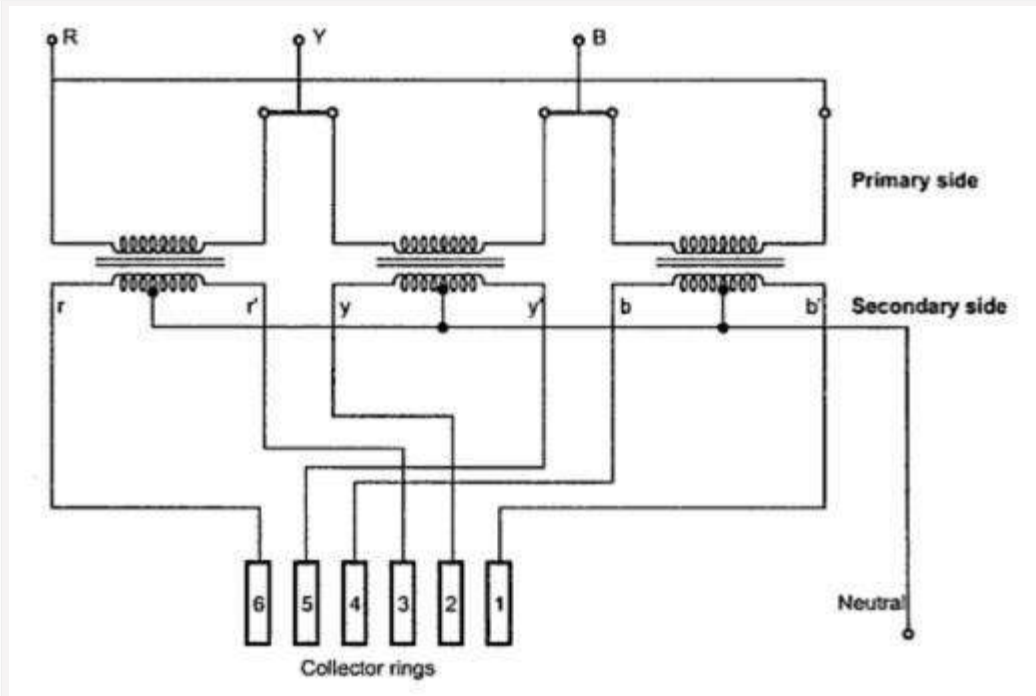 R Y B
Primary side
r r' y y' b b' Secondary side
6 5 4 3 2 1 Neutral
Collector rings